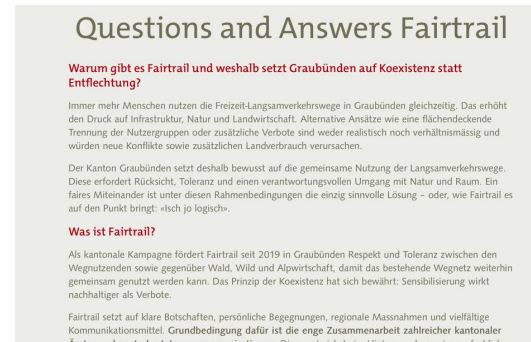 Questions and Answers Fairtrail
Warum gibt es Fairtrail und weshalb setzt Graubünden auf Koexistenz statt
Entflechtung?
Immer mehr Menschen nutzen die Freizeit-Langsamverkehrswege in Graubünden gleichzeitig. Das erhöht
den Druck auf Infrastruktur, Natur und Landwirtschaft. Alternative Ansätze wie eine flächendeckende
Trennung der Nutzergruppen oder zusätzliche Verbote sind weder realistisch noch verhältnismässig und
würden neue Konflikte sowie zusätzlichen Landverbrauch verursachen.
Der Kanton Graubünden setzt deshalb bewusst auf die gemeinsame Nutzung der Langsamverkehrswege.
Diese erfordert Rücksicht, Toleranz und einen verantwortungsvollen Umgang mit Natur und Raum. Ein
faires Miteinander ist unter diesen Rahmenbedingungen die einzig sinnvolle Lösung – oder, wie Fairtrail es
auf den Punkt bringt: «Isch jo logisch».
Was ist Fairtrail?
Als kantonale Kampagne fördert Fairtrail seit 2019 in Graubünden Respekt und Toleranz zwischen den
Wegnutzenden sowie gegenüber Wald, Wild und Alpwirtschaft, damit das bestehende Wegnetz weiterhin
gemeinsam genutzt werden kann. Das Prinzip der Koexistenz hat sich bewährt: Sensibilisierung wirkt
nachhaltiger als Verbote.
Fairtrail setzt auf klare Botschaften, persönliche Begegnungen, regionale Massnahmen und vielfältige
Kommunikationsmittel. Grundbedingung dafür ist die enge Zusammenarbeit zahlreicher kantonaler